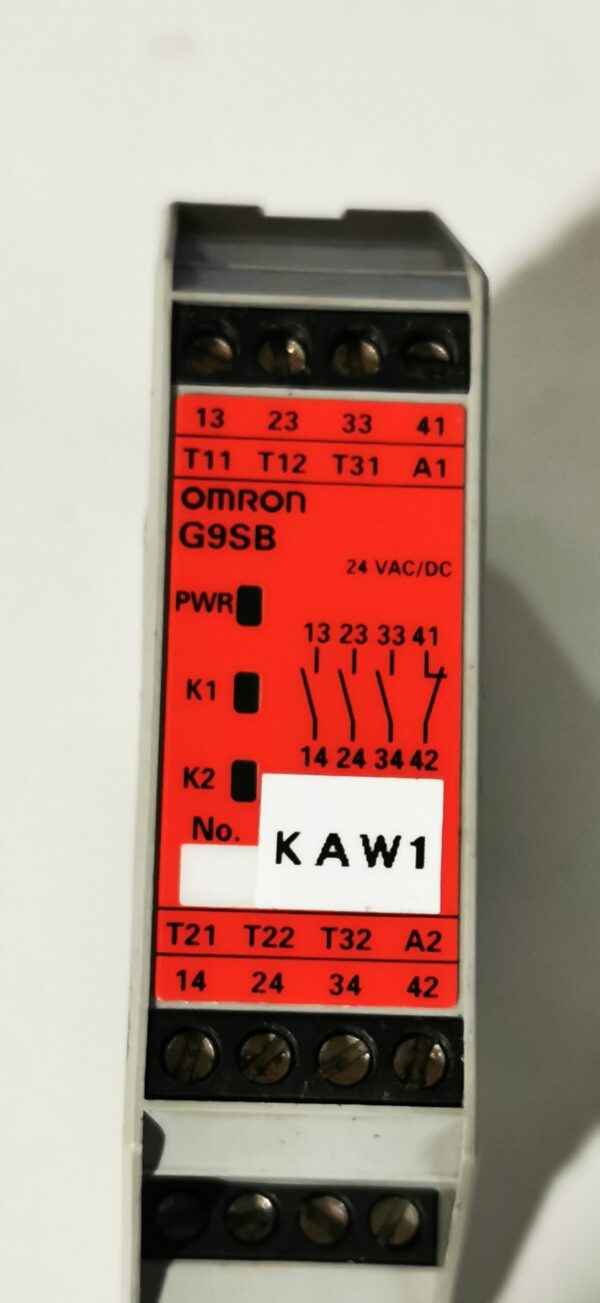 13 23 33 41
T11 T12 T31 A1
OMRON
G9SB
24 VAC/DC
PWR
13 23 33 41
K1
14 24 34 42
K2
No.
KAW1
T21 T22 T32 A2
14 24 34 42